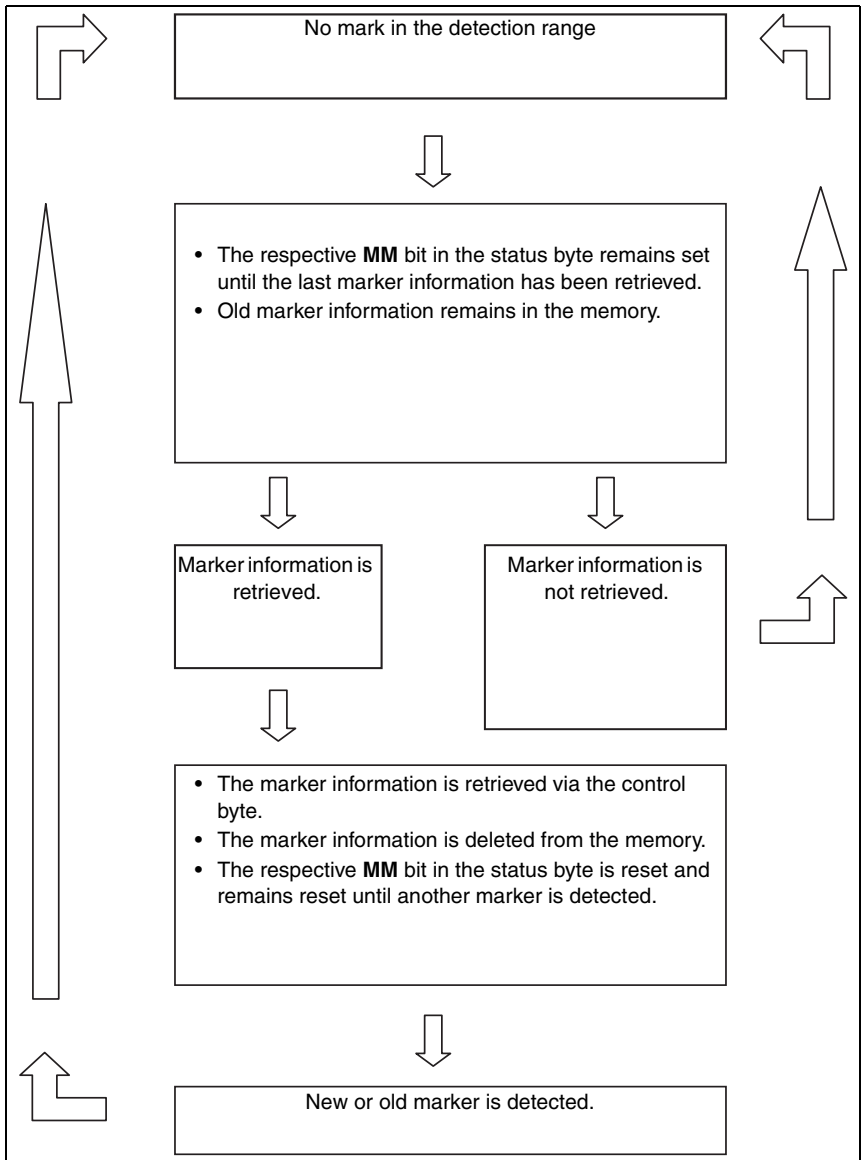 No mark in the detection range
• The respective MM bit in the status byte remains set
until the last marker information has been retrieved.
• Old marker information remains in the memory.
Marker information is
retrieved.
Marker information is
not retrieved.
• The marker information is retrieved via the control
byte.
• The marker information is deleted from the memory.
• The respective MM bit in the status byte is reset and
remains reset until another marker is detected.
New or old marker is detected.